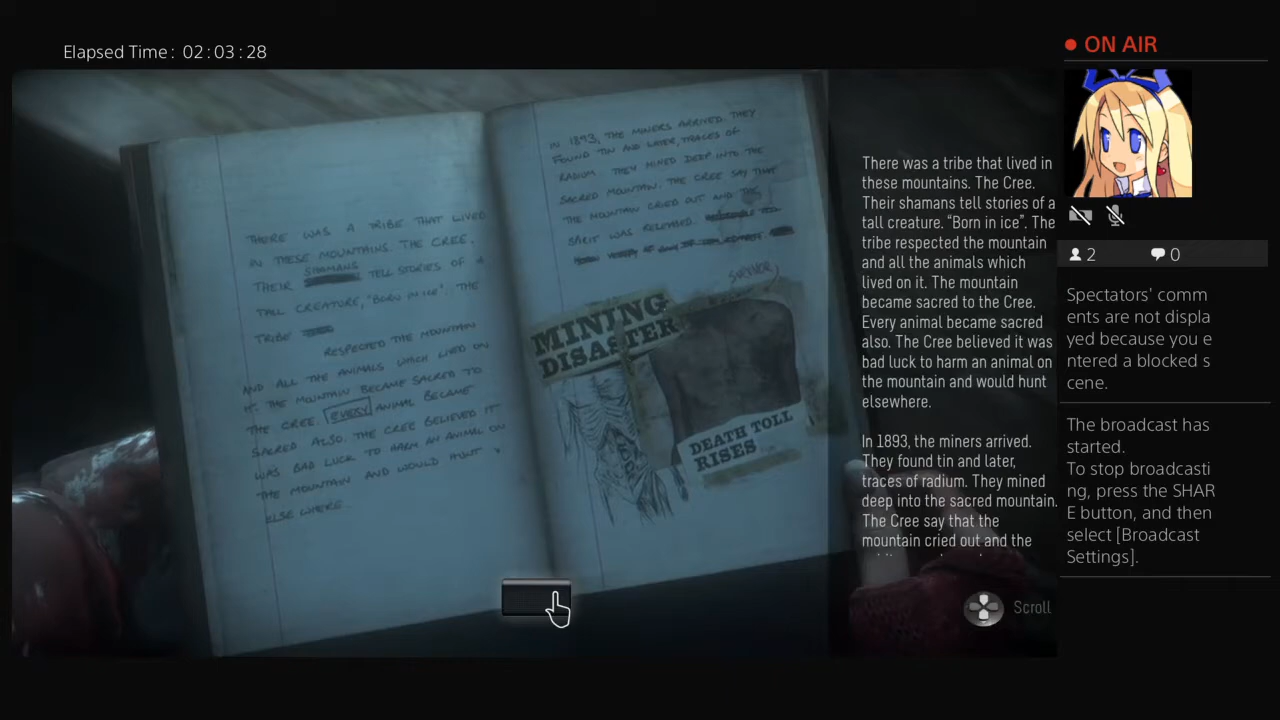 Elapsed Time: 02:03:28
ON AIR
THERE WAS A TRIBE THAT LIVED
IN THESE MOUNTAINS. THE CREE.
SHAMANS
THEIR TELL STORIES OF A
TALL CREATURE, "BORN IN ICE". THE
TRIBE
RESPECTED THE MOUNTAIN
AND ALL THE ANIMALS WHICH LIVED ON
IT. THE MOUNTAIN BECAME SACRED TO
THE CREE. EVERY ANIMAL BECAME
SACRED ALSO. THE CREE BELIEVED IT
WAS BAD LUCK TO HARM AN ANIMAL ON
THE MOUNTAIN AND WOULD HUNT
ELSE WHERE.
IN 1893, THE MINERS ARRIVED. THEY
FOUND TIN AND LATER, TRACES OF
RADIUM. THEY MINED DEEP INTO THE
SACRED MOUNTAIN. THE CREE SAY THAT
THE MOUNTAIN CRIED OUT AND THE
SPIRIT WAS RELEASED.
SURVIVOR
MINING
DISASTER
DEATH TOLL
RISES
There was a tribe that lived in
these mountains. The Cree.
Their shamans tell stories of a
tall creature. “Born in ice”. The
tribe respected the mountain
and all the animals which
lived on it. The mountain
became sacred to the Cree.
Every animal became sacred
also. The Cree believed it was
bad luck to harm an animal on
the mountain and would hunt
elsewhere.
In 1893, the miners arrived.
They found tin and later,
traces of radium. They mined
deep into the sacred mountain.
The Cree say that the
mountain cried out and the
Scroll
2
0
Spectators' comm
ents are not displa
yed because you e
ntered a blocked s
cene.
The broadcast has
started.
To stop broadcasti
ng, press the SHAR
E button, and then
select [Broadcast
Settings].